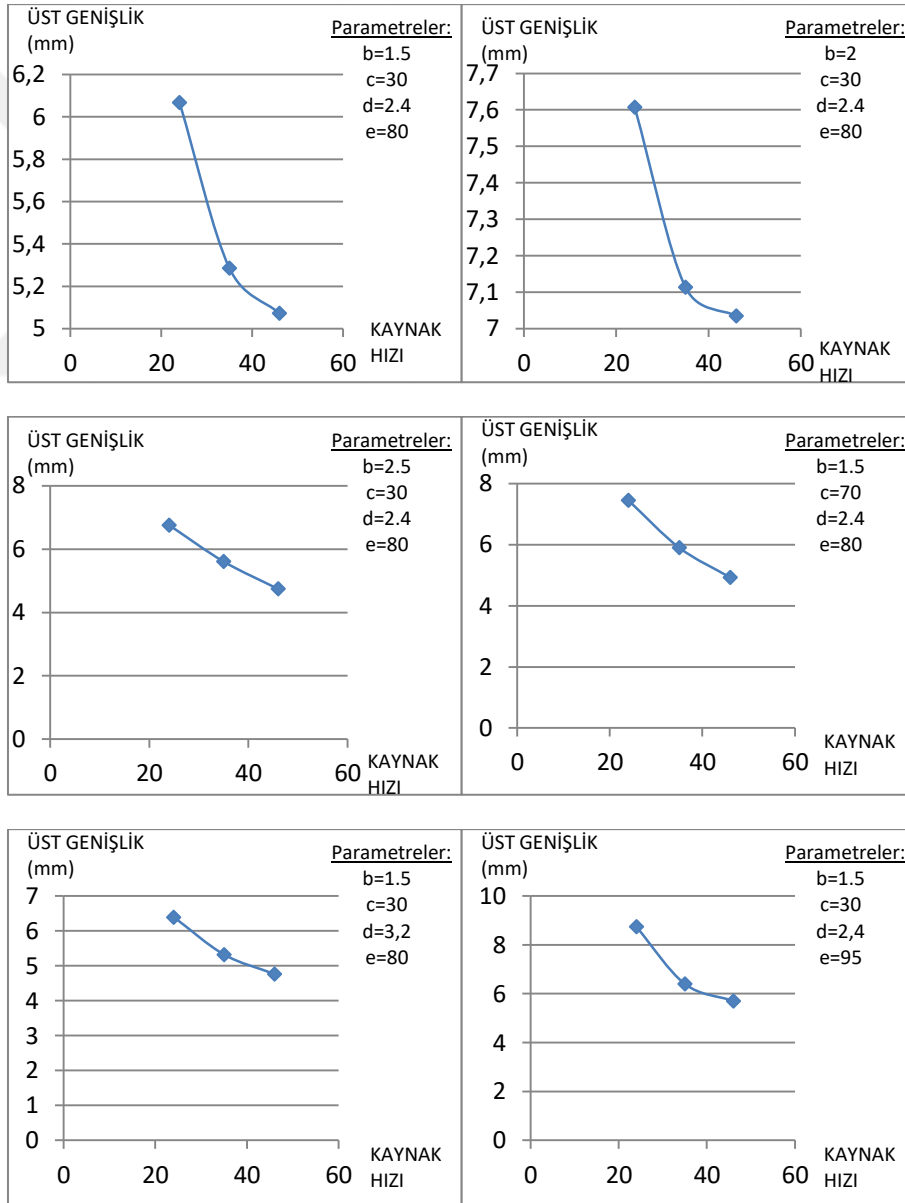 ÜST GENİŞLİK
(mm)
Parametreler:
b=1.5
c=30
d=2.4
e=80
6,2
6
5,8
5,6
5,4
5,2
5
0 20 40 60
KAYNAK
HIZI
ÜST GENİŞLİK
(mm)
Parametreler:
b=2
c=30
d=2.4
e=80
7,7
7,6
7,5
7,4
7,3
7,2
7,1
7
0 20 40 60
KAYNAK
HIZI
ÜST GENİŞLİK
(mm)
Parametreler:
b=2.5
c=30
d=2.4
e=80
8
6
4
2
0
0 20 40 60
KAYNAK
HIZI
ÜST GENİŞLİK
(mm)
Parametreler:
b=1.5
c=70
d=2.4
e=80
8
6
4
2
0
0 20 40 60
KAYNAK
HIZI
ÜST GENİŞLİK
(mm)
Parametreler:
b=1.5
c=30
d=3,2
e=80
7
6
5
4
3
2
1
0
0 20 40 60
KAYNAK
HIZI
ÜST GENİŞLİK
(mm)
Parametreler:
b=1.5
c=30
d=2,4
e=95
10
8
6
4
2
0
0 20 40 60
KAYNAK
HIZI